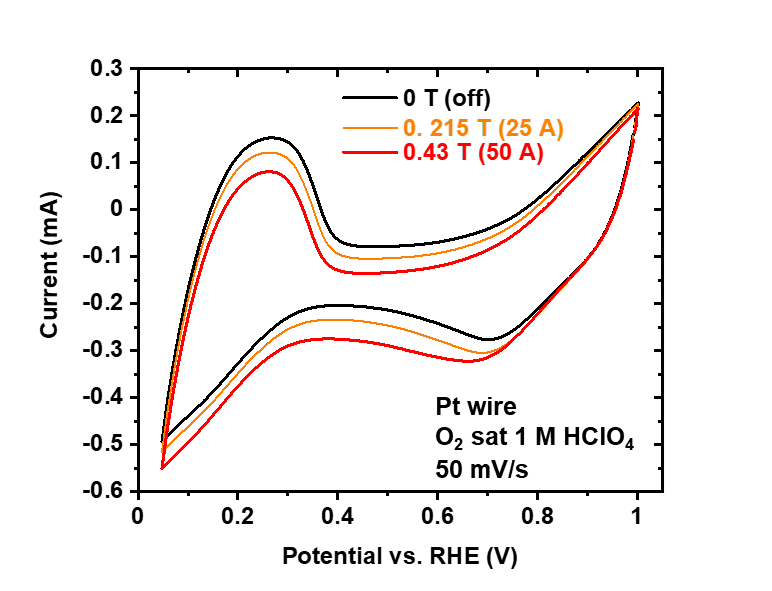 0.3
0.2
0.1
0
-0.1
-0.2
-0.3
-0.4
-0.5
-0.6
Current (mA)
0 T (off)
0. 215 T (25 A)
0.43 T (50 A)
Pt wire
O₂ sat 1 M HClO₄
50 mV/s
0 0.2 0.4 0.6 0.8 1
Potential vs. RHE (V)